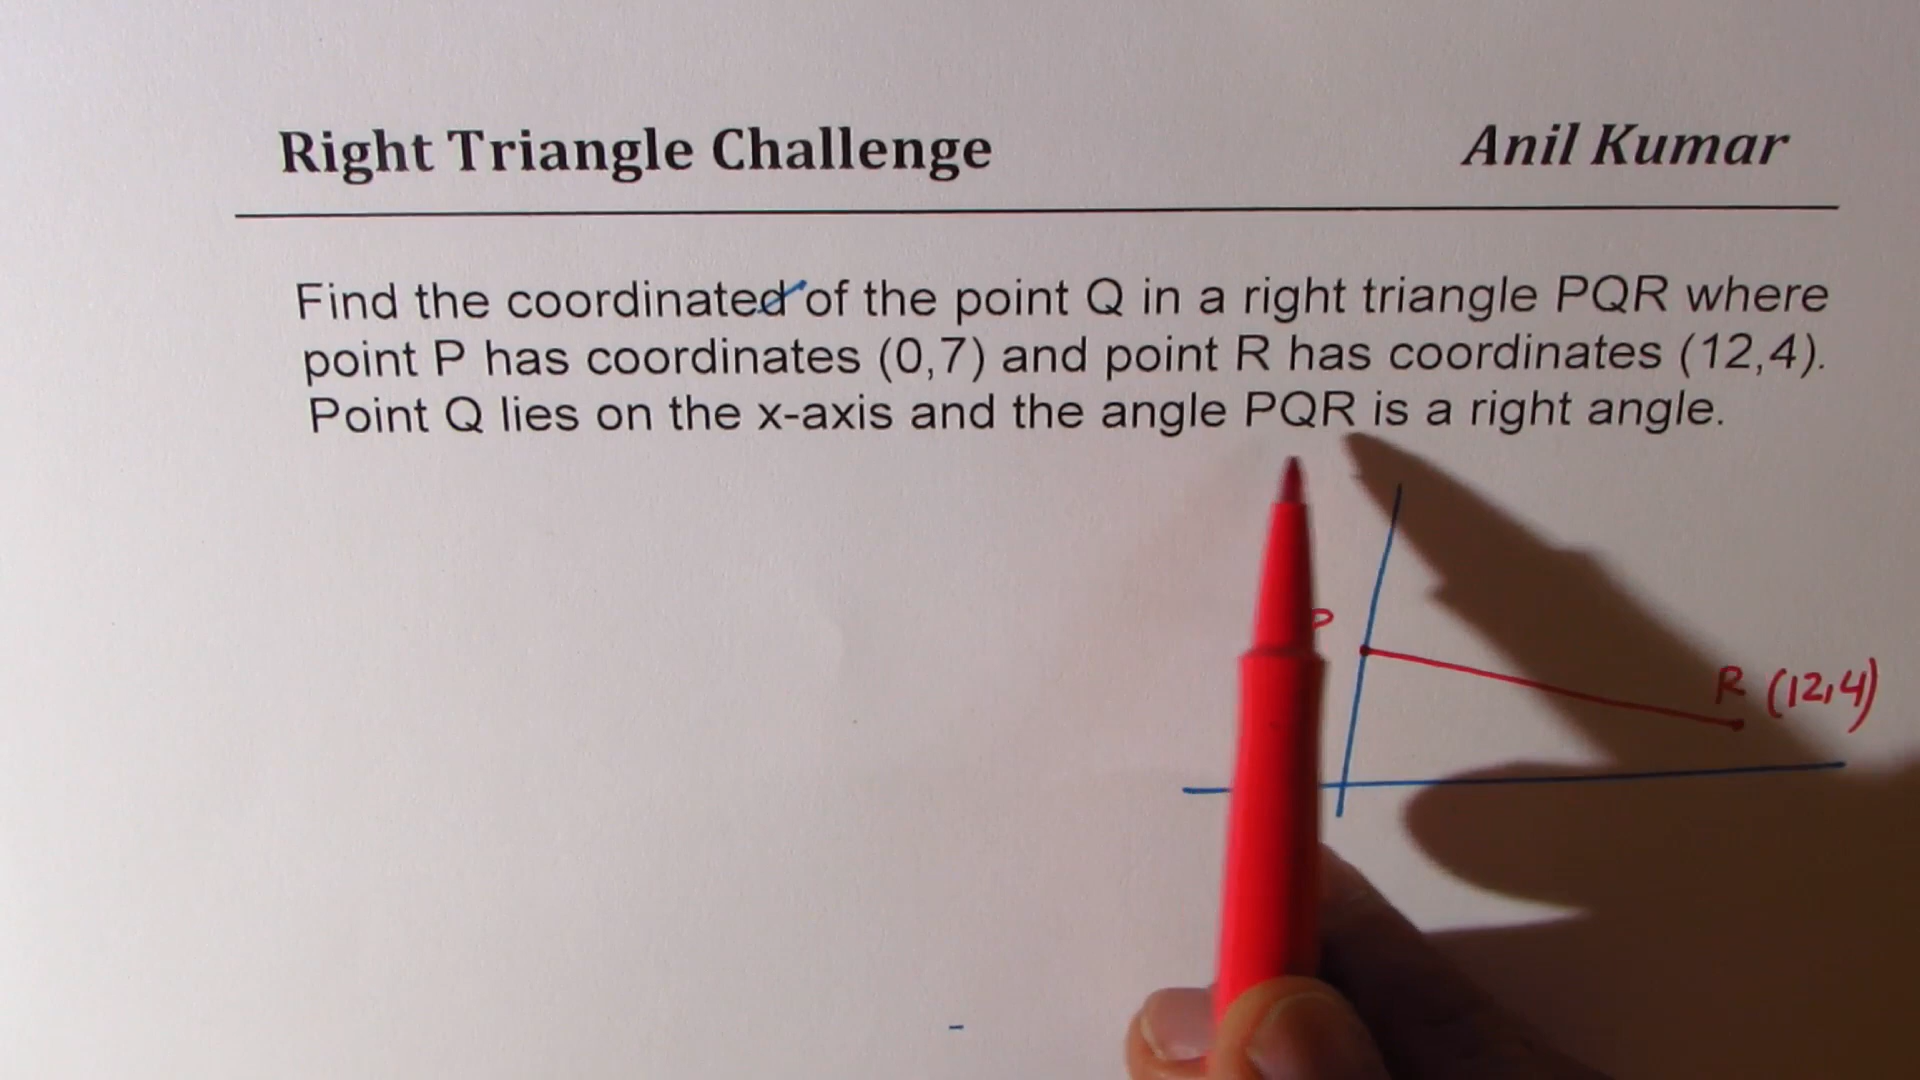 Right Triangle Challenge Anil Kumar
Find the coordinated of the point Q in a right triangle PQR where
point P has coordinates (0,7) and point R has coordinates (12,4).
Point Q lies on the x-axis and the angle PQR is a right angle.
P
R (12,4)